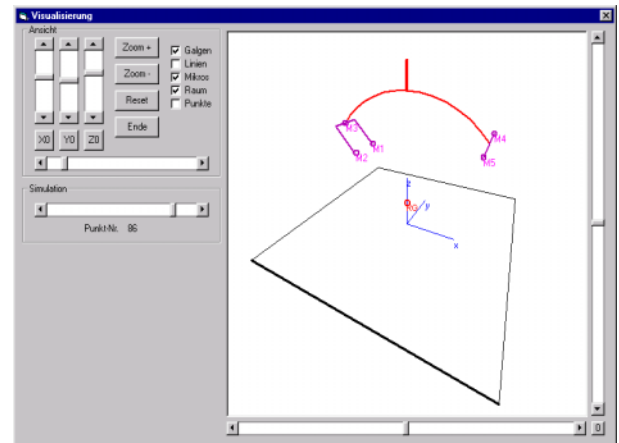 Visualisierung
Ansicht
Zoom +
Zoom -
Reset
Ende
Galgen
Linien
Mikros
Raum
Punkte
X0 Y0 Z0
Simulation
Punkt-Nr. 86
M3
M1
M2
M4
M5
z
y
RG
x
0